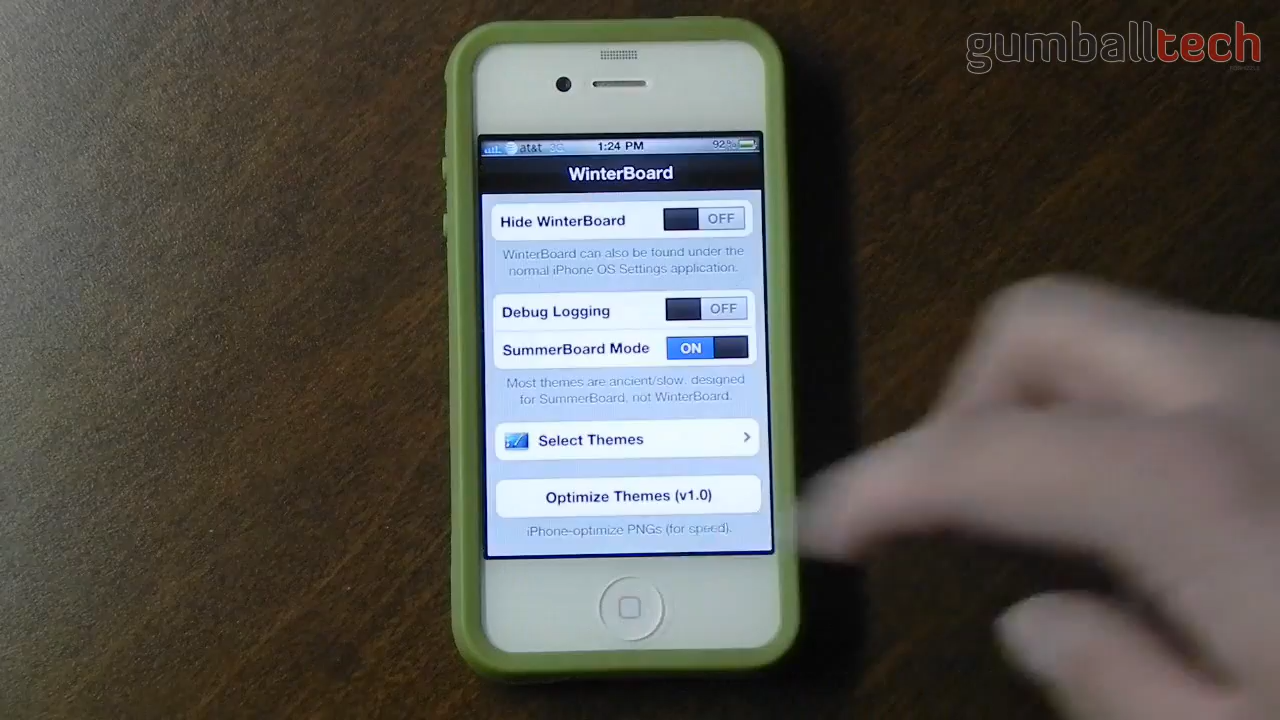 gumballtech
at&t 3G 1:24 PM 92%
WinterBoard
Hide WinterBoard OFF
WinterBoard can also be found under the
normal iPhone OS Settings application.
Debug Logging OFF
SummerBoard Mode ON
Most themes are ancient/slow, designed
for SummerBoard, not WinterBoard.
Select Themes
Optimize Themes (v1.0)
iPhone-optimize PNGs (for speed).